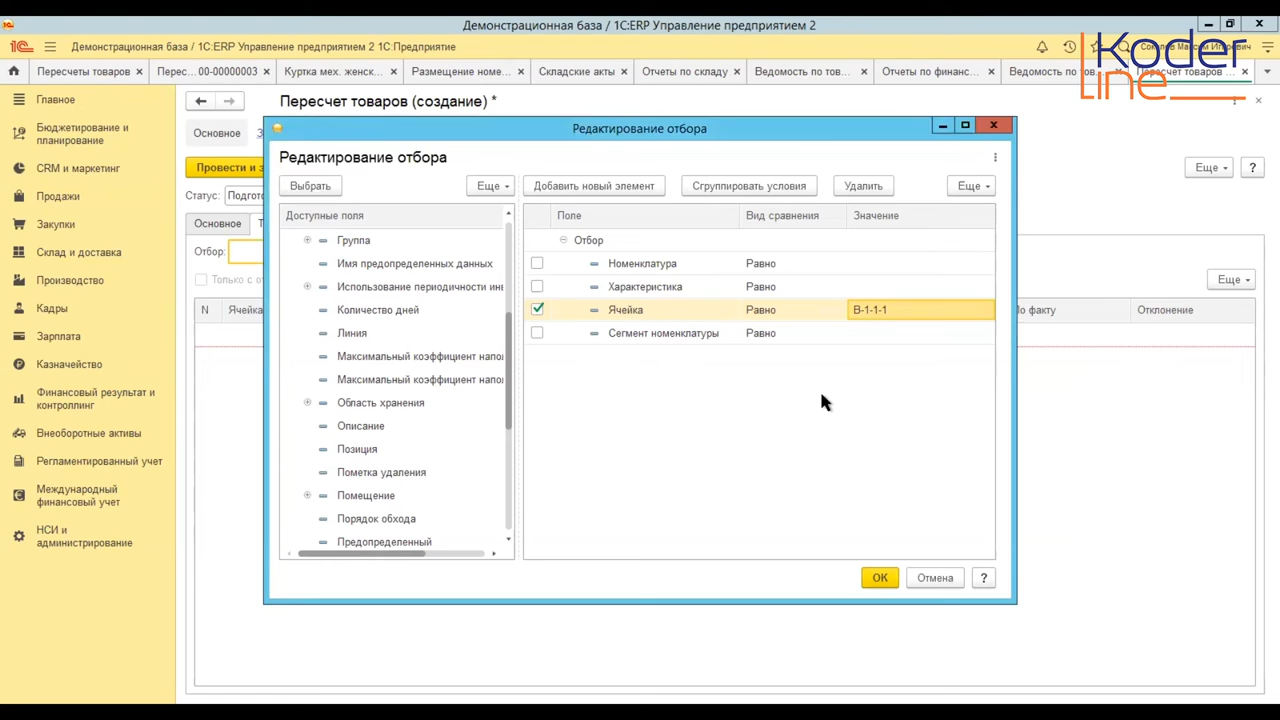 Демонстрационная база / 1С:ERP Управление предприятием 2
Демонстрационная база / 1С:ERP Управление предприятием 2 1С:Предприятие
Koder
line
Пересчеты товаров ×
Перес....00-00000003 ×
Куртка мех. женск... ×
Размещение номе... ×
Складские акты ×
Отчеты по складу ×
Ведомость по тов... ×
Отчеты по финанс... ×
Ведомость по тов...
Пересчет товаров ... ×
Главное
Бюджетирование и
планирование
CRM и маркетинг
Продажи
Закупки
Склад и доставка
Производство
Кадры
Зарплата
Казначейство
Финансовый результат и
контроллинг
Внеоборотные активы
Регламентированный учет
Международный
финансовый учет
НСИ и
администрирование
Пересчет товаров (создание) *
Основное
Провести и з
Еще
?
Статус: Подгото
Основное
Отбор:
Только с от
Еще
N
Ячейка
По факту
Отклонение
Редактирование отбора
Редактирование отбора
Выбрать
Еще
Добавить новый элемент
Сгруппировать условия
Удалить
Еще
Доступные поля
Группа
Имя предопределенных данных
Использование периодичности инв
Количество дней
Линия
Максимальный коэффициент напол
Максимальный коэффициент напол
Область хранения
Описание
Позиция
Пометка удаления
Помещение
Порядок обхода
Предопределенный
Поле
Вид сравнения
Значение
Отбор
Номенклатура Равно
Характеристика Равно
Ячейка Равно В-1-1-1
Сегмент номенклатуры Равно
ОК
Отмена
?